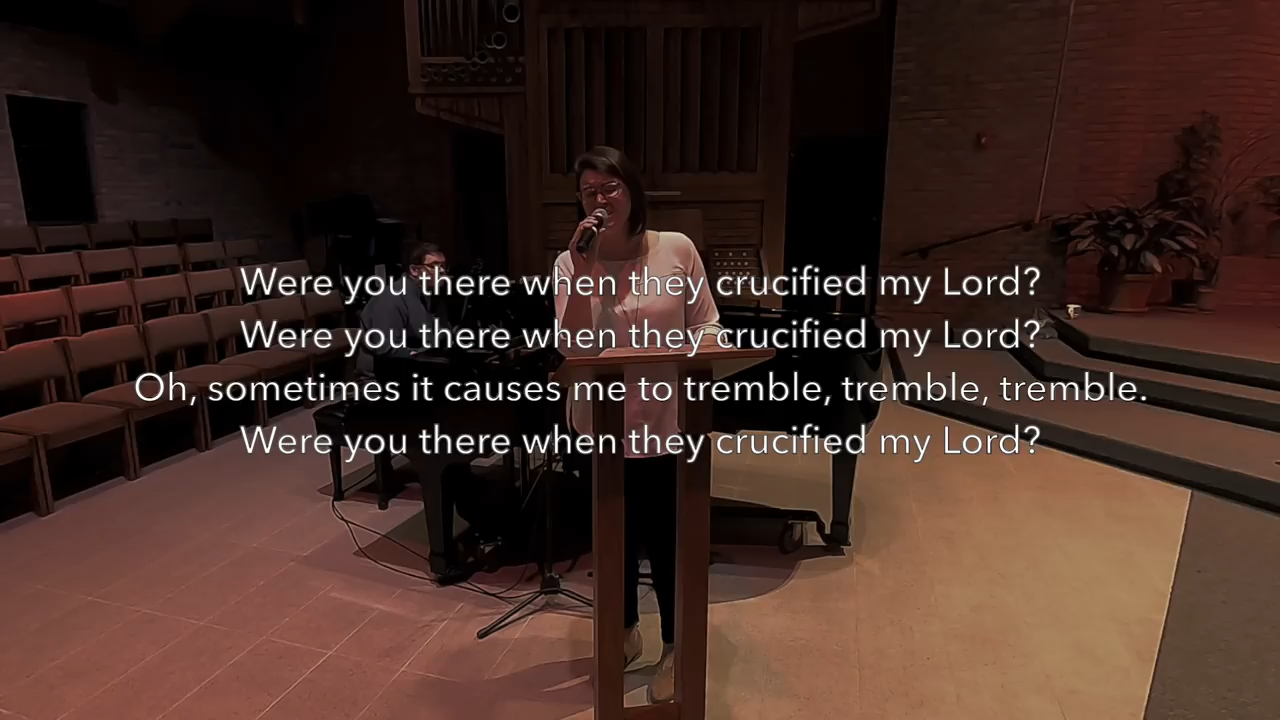 Were you there when they crucified my Lord?
Were you there when they crucified my Lord?
Oh, sometimes it causes me to tremble, tremble, tremble.
Were you there when they crucified my Lord?